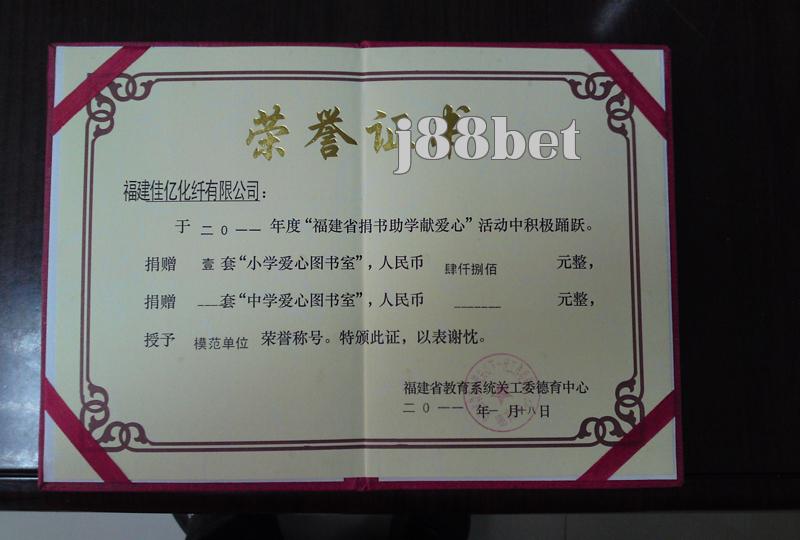 荣誉证书
j88bet
福建佳亿化纤有限公司：
于 二0一一 年度“福建省捐书助学献爱心”活动中积极踊跃。
捐赠 壹 套“小学爱心图书室”，人民币 肆仟捌佰 元整，
捐赠 ___套“中学爱心图书室”，人民币 _______ 元整，
授予 模范单位 荣誉称号。特颁此证，以表谢忱。
福建省教育系统关工委德育中心
二0一一 年一月十八日